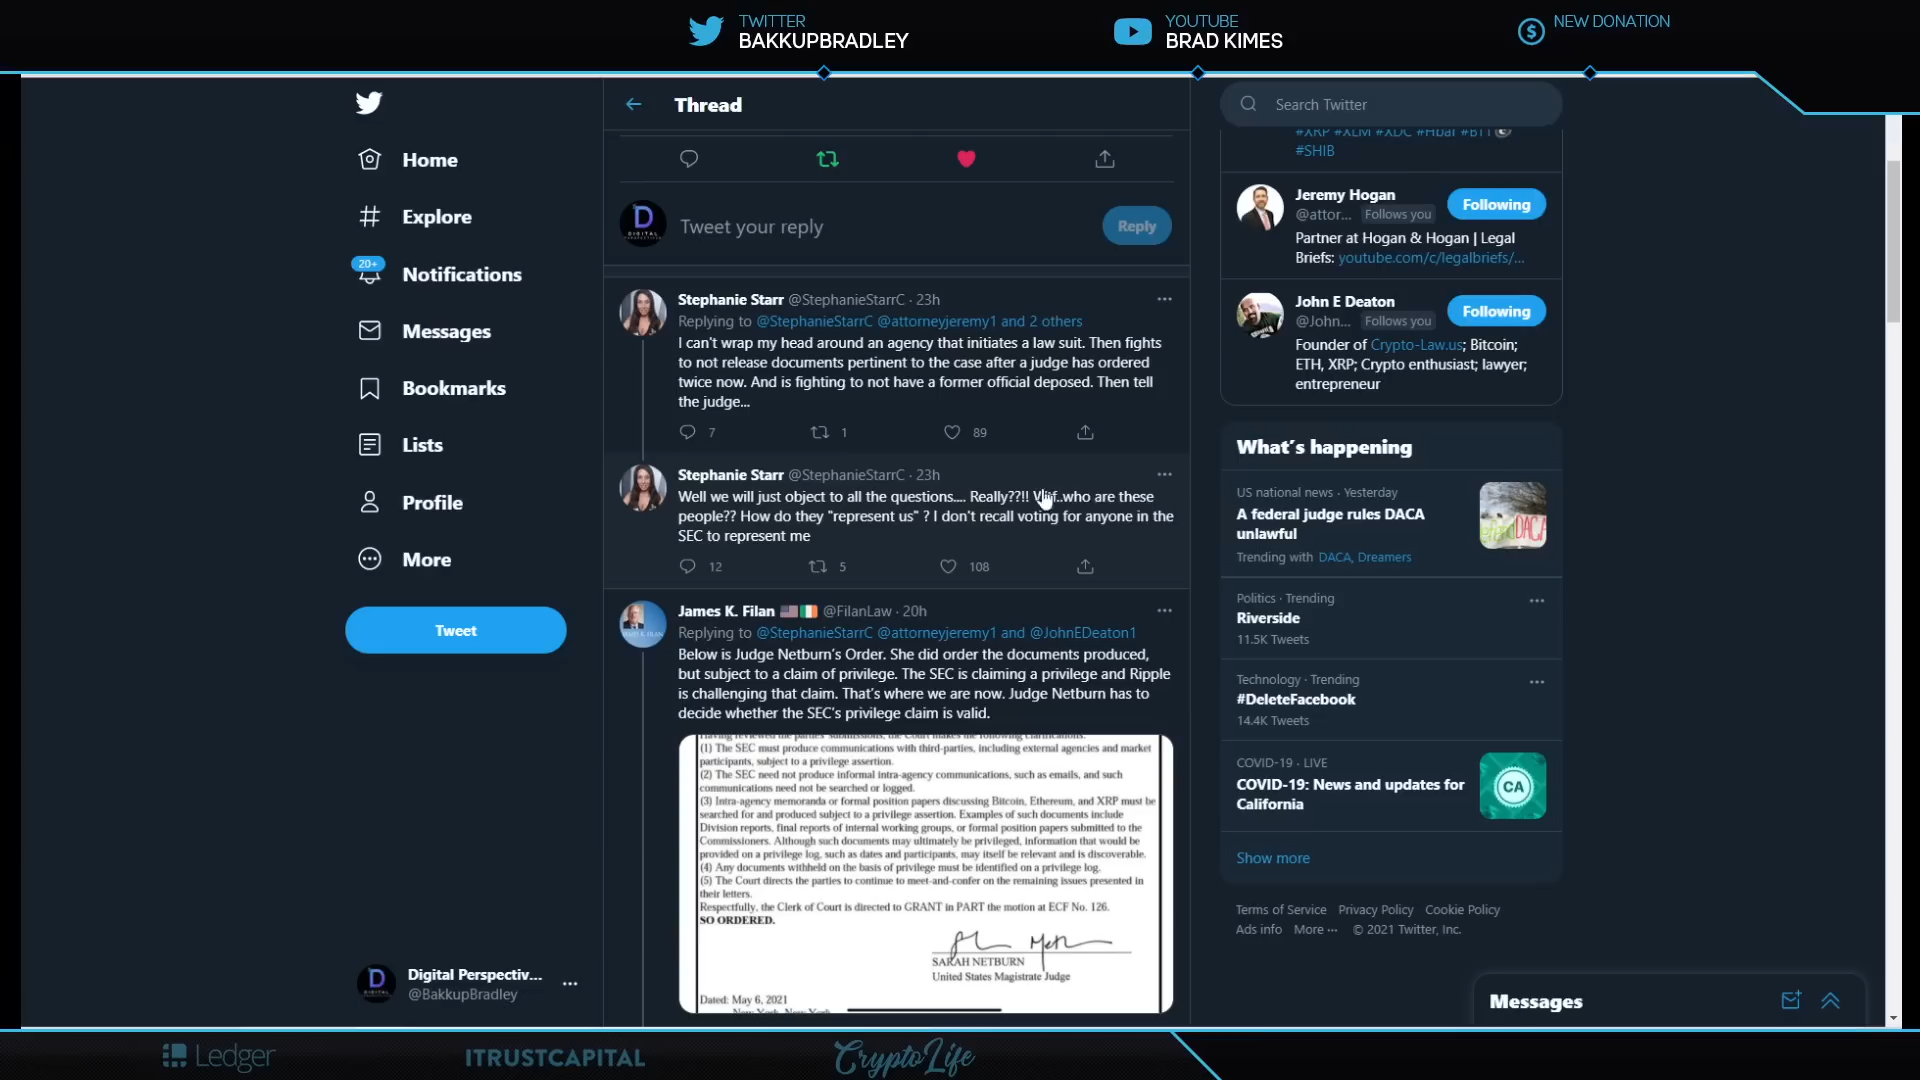 TWITTER
BAKKUPBRADLEY
YOUTUBE
BRAD KIMES
NEW DONATION
Home
Explore
20+
Notifications
Messages
Bookmarks
Lists
Profile
More
Tweet
Digital Perspectiv...
@BakkupBradley
Thread
Tweet your reply
Reply
Stephanie Starr @StephanieStarrC · 23h
Replying to @StephanieStarrC @attorneyjeremy1 and 2 others
I can't wrap my head around an agency that initiates a law suit. Then fights
to not release documents pertinent to the case after a judge has ordered
twice now. And is fighting to not have a former official deposed. Then tell
the judge...
7 1 89
Stephanie Starr @StephanieStarrC · 23h
Well we will just object to all the questions.... Really??!! who are these
people?? How do they "represent us" ? I don't recall voting for anyone in the
SEC to represent me
12 5 108
James K. Filan @FilanLaw · 20h
Replying to @StephanieStarrC @attorneyjeremy1 and @JohnEDeaton1
Below is Judge Netburn's Order. She did order the documents produced,
but subject to a claim of privilege. The SEC is claiming a privilege and Ripple
is challenging that claim. That's where we are now. Judge Netburn has to
decide whether the SEC's privilege claim is valid.
Having reviewed the parties' submissions, the Court makes the following clarifications:
(1) The SEC must produce communications with third-parties, including external agencies and market
participants, subject to a privilege assertion.
(2) The SEC need not produce informal intra-agency communications, such as emails, and such
communications need not be searched or logged.
(3) Intra-agency memoranda or formal position papers discussing Bitcoin, Ethereum, and XRP must be
searched for and produced subject to a privilege assertion. Examples of such documents include
Division reports, final reports of internal working groups, or formal position papers submitted to the
Commissioners. Although such documents may ultimately be privileged, information that would be
provided on a privilege log, such as dates and participants, may itself be relevant and is discoverable.
(4) Any documents withheld on the basis of privilege must be identified on a privilege log.
(5) The Court directs the parties to continue to meet-and-confer on the remaining issues presented in
their letters.
Respectfully, the Clerk of Court is directed to GRANT in PART the motion at ECF No. 126.
SO ORDERED.
SARAH NETBURN
United States Magistrate Judge
Dated: May 6, 2021
New York, New York
Search Twitter
#XRP #XLM #XDC #Hbar #BTT
#SHIB
Jeremy Hogan
@attor... Follows you
Following
Partner at Hogan & Hogan | Legal
Briefs: youtube.com/c/legalbriefs/...
John E Deaton
@John... Follows you
Following
Founder of Crypto-Law.us; Bitcoin;
ETH, XRP; Crypto enthusiast; lawyer;
entrepreneur
What's happening
US national news · Yesterday
A federal judge rules DACA
unlawful
Trending with DACA, Dreamers
Politics · Trending
Riverside
11.5K Tweets
Technology · Trending
#DeleteFacebook
14.4K Tweets
COVID-19 · LIVE
COVID-19: News and updates for
California
CA
Show more
Terms of Service Privacy Policy Cookie Policy
Ads info More ··· © 2021 Twitter, Inc.
Messages
Ledger
ITRUSTCAPITAL
CryptoLife